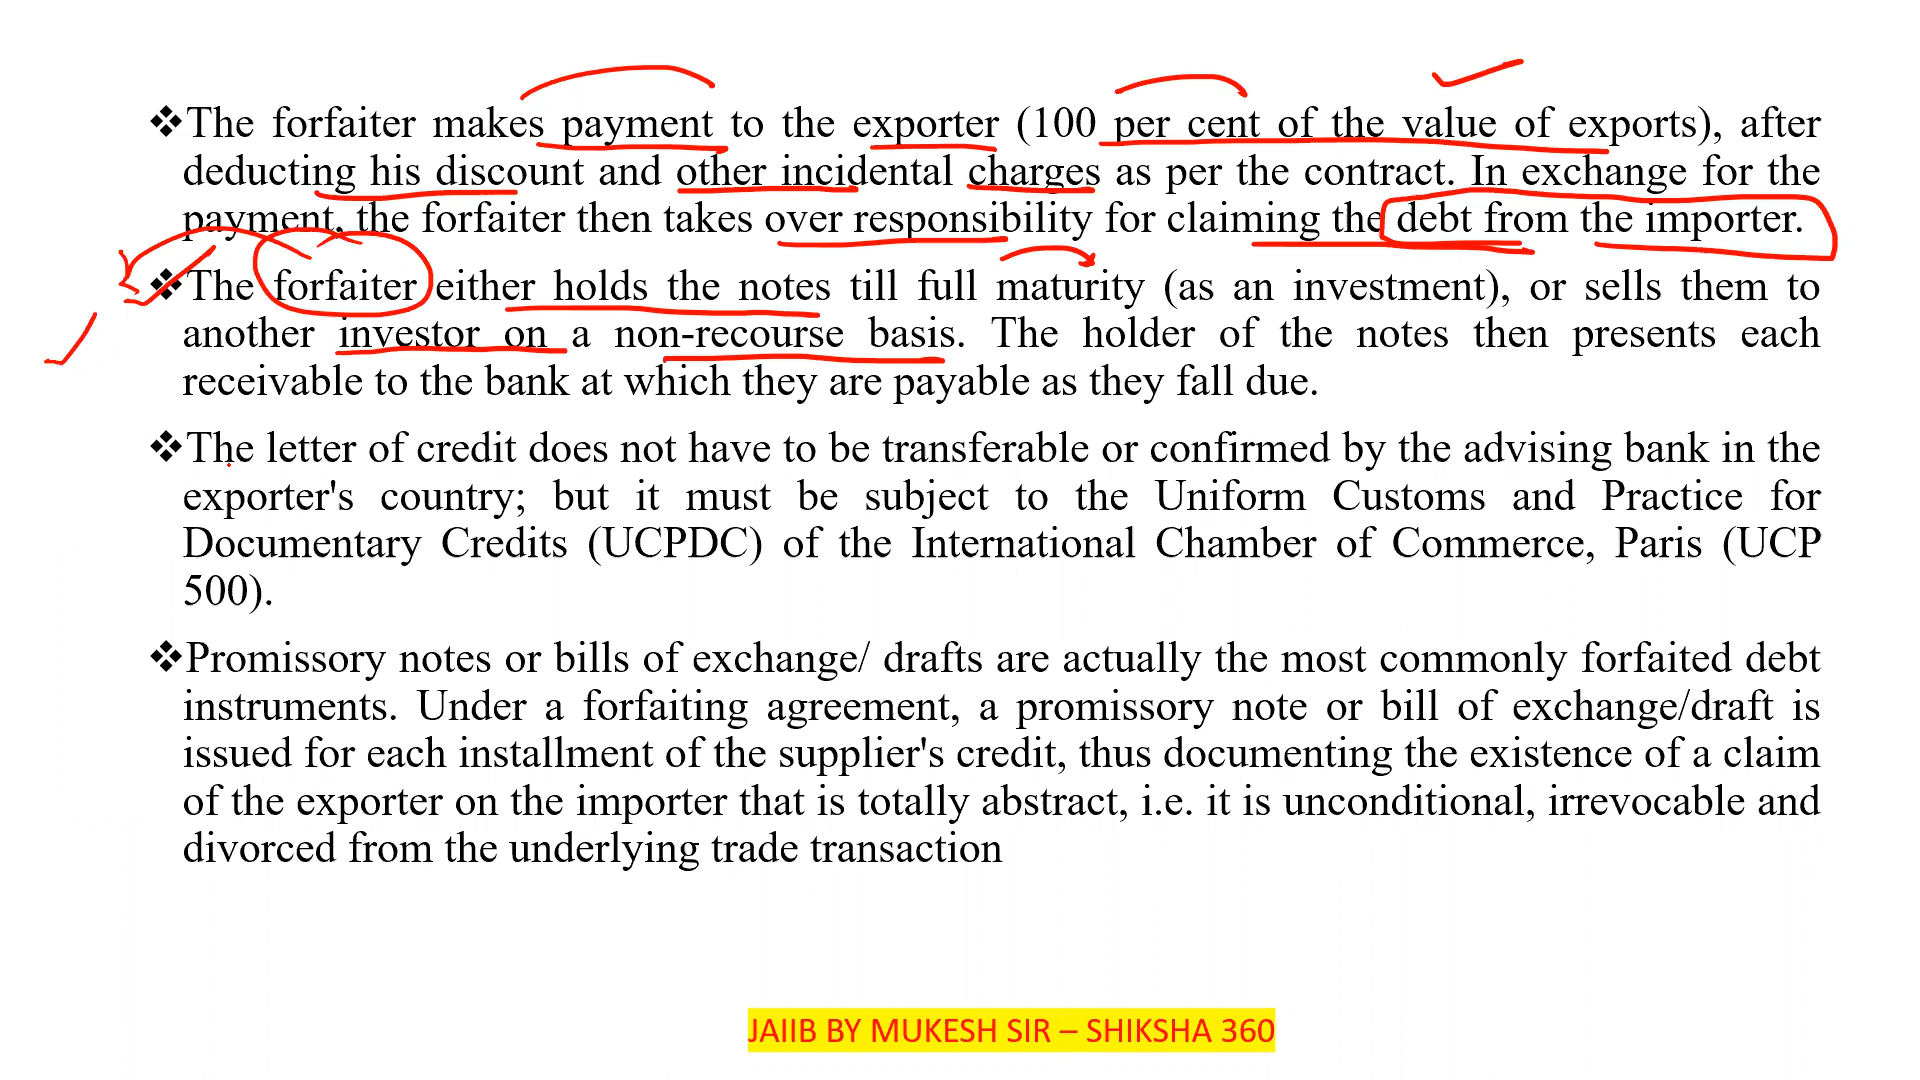 ❖The forfaiter makes payment to the exporter (100 per cent of the value of exports), after
deducting his discount and other incidental charges as per the contract. In exchange for the
payment, the forfaiter then takes over responsibility for claiming the debt from the importer.
❖The forfaiter either holds the notes till full maturity (as an investment), or sells them to
another investor on a non-recourse basis. The holder of the notes then presents each
receivable to the bank at which they are payable as they fall due.
❖The letter of credit does not have to be transferable or confirmed by the advising bank in the
exporter's country; but it must be subject to the Uniform Customs and Practice for
Documentary Credits (UCPDC) of the International Chamber of Commerce, Paris (UCP
500).
❖Promissory notes or bills of exchange/ drafts are actually the most commonly forfaited debt
instruments. Under a forfaiting agreement, a promissory note or bill of exchange/draft is
issued for each installment of the supplier's credit, thus documenting the existence of a claim
of the exporter on the importer that is totally abstract, i.e. it is unconditional, irrevocable and
divorced from the underlying trade transaction
JAIIB BY MUKESH SIR – SHIKSHA 360